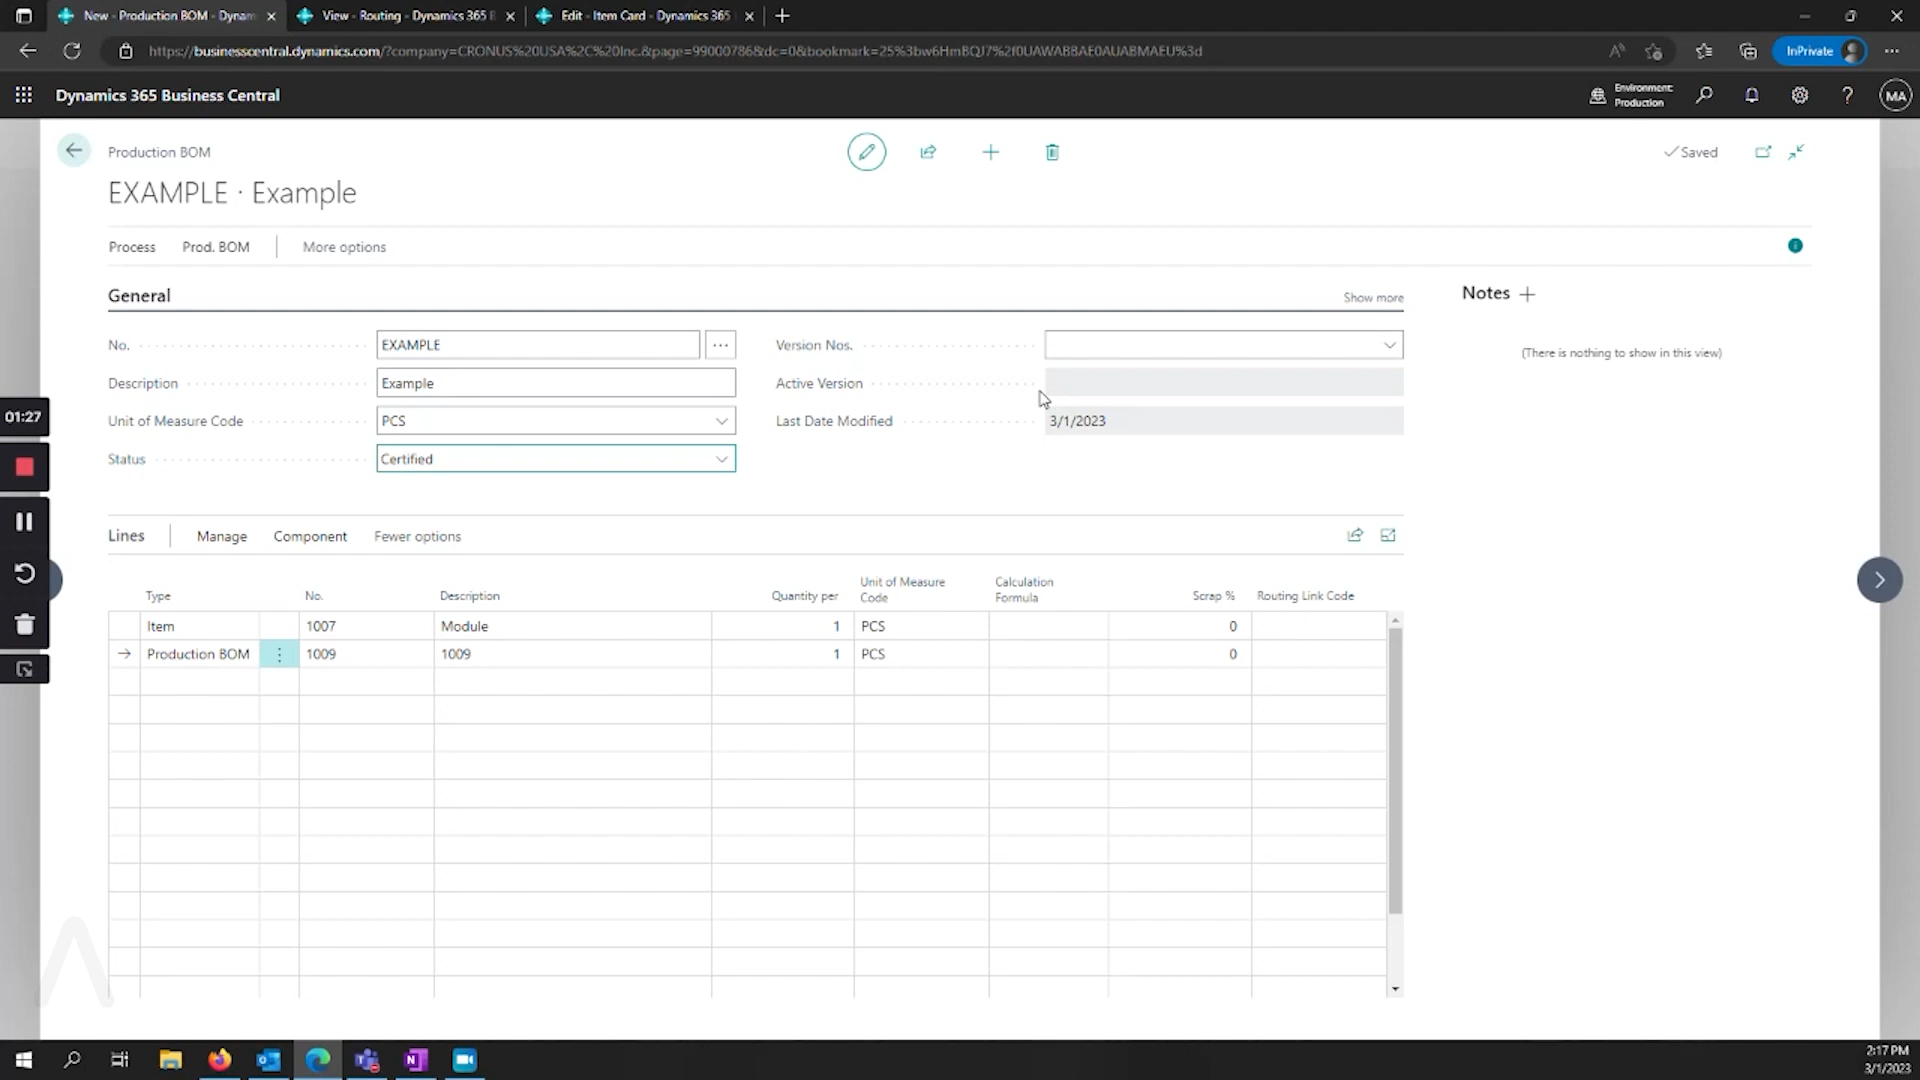 New - Production BOM - Dynam
View - Routing - Dynamics 365 B
Edit - Item Card - Dynamics 365
https://businesscentral.dynamics.com/?company=CRONUS%20USA%2C%20Inc.&page=99000786&dc=0&bookmark=25%3bw6HmBQJ7%2f0UAWABBAE0AUABMAEU%3d
InPrivate
Dynamics 365 Business Central
Environment:
Production
MA
Production BOM
Saved
EXAMPLE · Example
Process Prod. BOM More options
General Show more
Notes
(There is nothing to show in this view)
No. EXAMPLE Version Nos.
Description Example Active Version
Unit of Measure Code PCS Last Date Modified 3/1/2023
Status Certified
01:27
Lines Manage Component Fewer options
Type No. Description Quantity per Unit of Measure Code Calculation Formula Scrap % Routing Link Code
Item 1007 Module 1 PCS 0
Production BOM 1009 1009 1 PCS 0
2:17 PM
3/1/2023